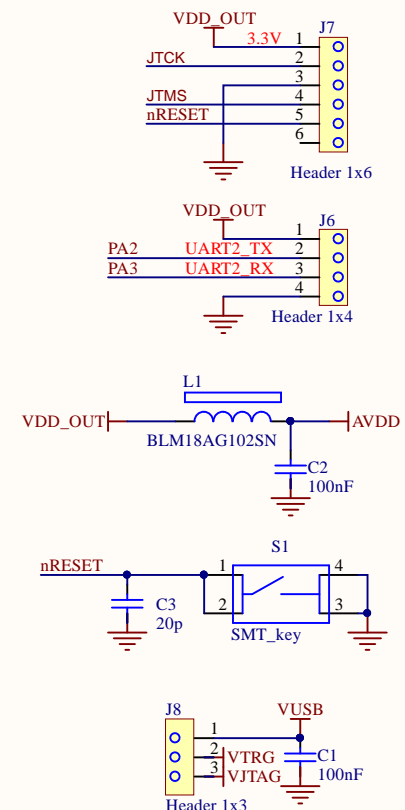 VDD_OUT
J7
3.3V 1
JTCK 2
3
JTMS 4
nRESET 5
6
Header 1x6
VDD_OUT
J6
1
PA2 UART2_TX 2
PA3 UART2_RX 3
4
Header 1x4
L1
VDD_OUT AVDD
BLM18AG102SN
C2
100nF
S1
nRESET 1 4
C3 2 3
20p
SMT_key
J8 VUSB
1
2 VTRG C1
3 VJTAG 100nF
Header 1x3